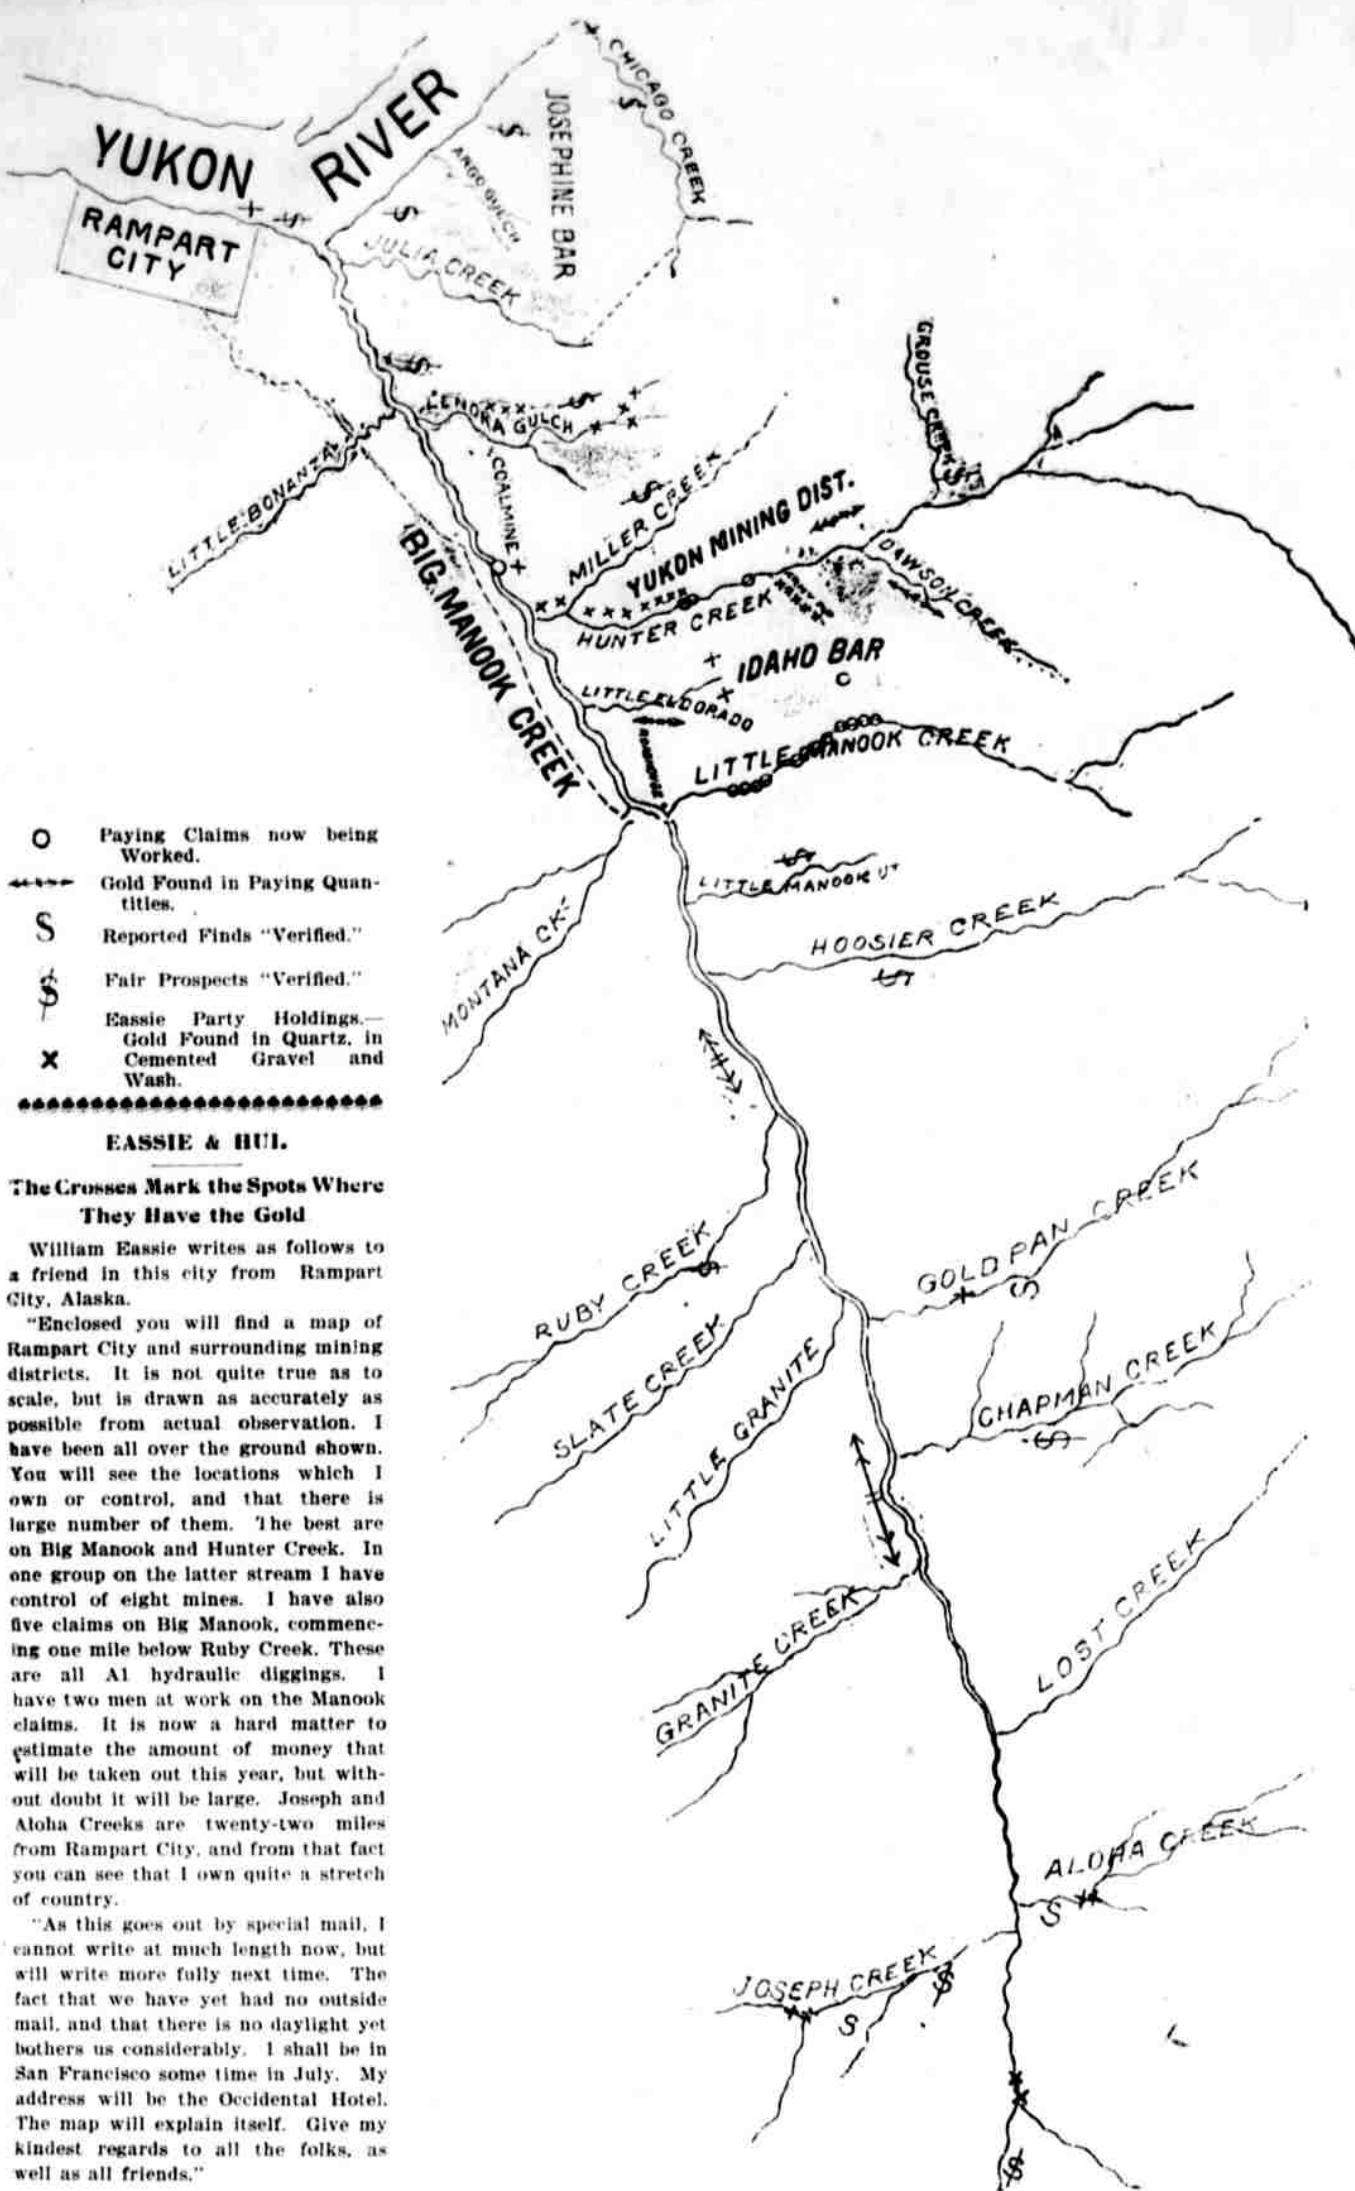 YUKON RIVER
RAMPART
CITY
CHICAGO CREEK
JOSEPHINE BAR
ARGO GULCH
JULIA CREEK
LENORA GULCH
LITTLE BONANZA
COALMINE
MILLER CREEK
GROUSE CREEK
YUKON MINING DIST.
HUNTER CREEK
DAWSON CREEK
BIG MANOOK CREEK
IDAHO BAR
LITTLE ELDORADO
ROADHOUSE
LITTLE MANOOK CREEK
LITTLE MANOOK Jr
HOOSIER CREEK
MONTANA CK.
RUBY CREEK
GOLD PAN CREEK
SLATE CREEK
LITTLE GRANITE
CHAPMAN CREEK
GRANITE CREEK
LOST CREEK
ALOHA CREEK
JOSEPH CREEK
O Paying Claims now being
Worked.
Gold Found in Paying Quan-
tities.
S Reported Finds "Verified."
$ Fair Prospects "Verified."
Eassie Party Holdings.—
Gold Found in Quartz, in
X Cemented Gravel and
Wash.
EASSIE & HUI.
The Crosses Mark the Spots Where
They Have the Gold
William Eassie writes as follows to
a friend in this city from Rampart
City, Alaska.
"Enclosed you will find a map of
Rampart City and surrounding mining
districts. It is not quite true as to
scale, but is drawn as accurately as
possible from actual observation. I
have been all over the ground shown.
You will see the locations which I
own or control, and that there is
large number of them. The best are
on Big Manook and Hunter Creek. In
one group on the latter stream I have
control of eight mines. I have also
five claims on Big Manook, commenc-
ing one mile below Ruby Creek. These
are all A1 hydraulic diggings. I
have two men at work on the Manook
claims. It is now a hard matter to
estimate the amount of money that
will be taken out this year, but with-
out doubt it will be large. Joseph and
Aloha Creeks are twenty-two miles
from Rampart City, and from that fact
you can see that I own quite a stretch
of country.
"As this goes out by special mail, I
cannot write at much length now, but
will write more fully next time. The
fact that we have yet had no outside
mail, and that there is no daylight yet
bothers us considerably. I shall be in
San Francisco some time in July. My
address will be the Occidental Hotel.
The map will explain itself. Give my
kindest regards to all the folks, as
well as all friends."